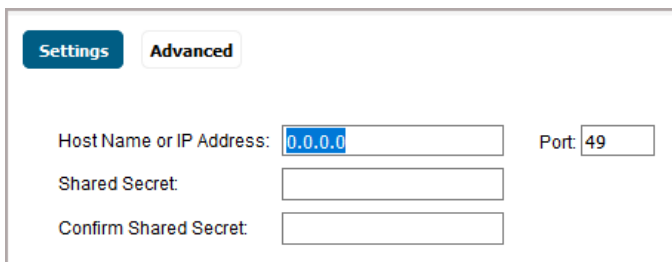 Settings Advanced
Host Name or IP Address: 0.0.0.0 Port: 49
Shared Secret:
Confirm Shared Secret: